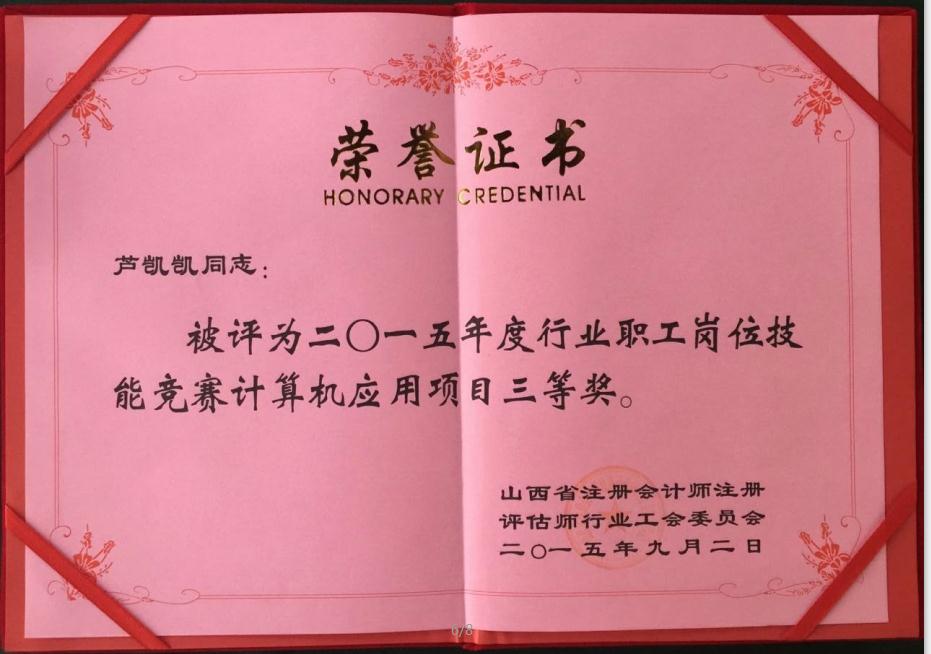 荣誉证书
HONORARY CREDENTIAL
芦凯凯同志：
被评为二〇一五年度行业职工岗位技
能竞赛计算机应用项目三等奖。
山西省注册会计师注册
评估师行业工会委员会
二〇一五年九月二日
6/8